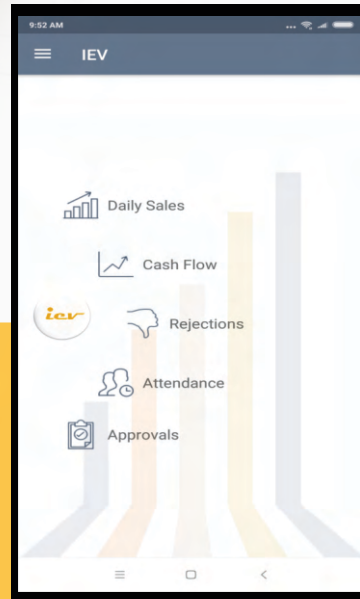 9:52 AM
IEV
Daily Sales
Cash Flow
iev
Rejections
Attendance
Approvals